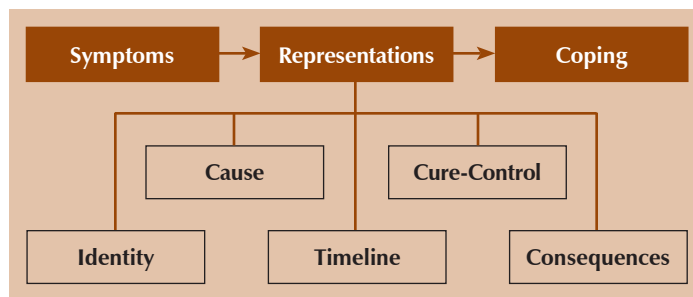 Symptoms
Representations
Coping
Cause
Cure-Control
Identity
Timeline
Consequences